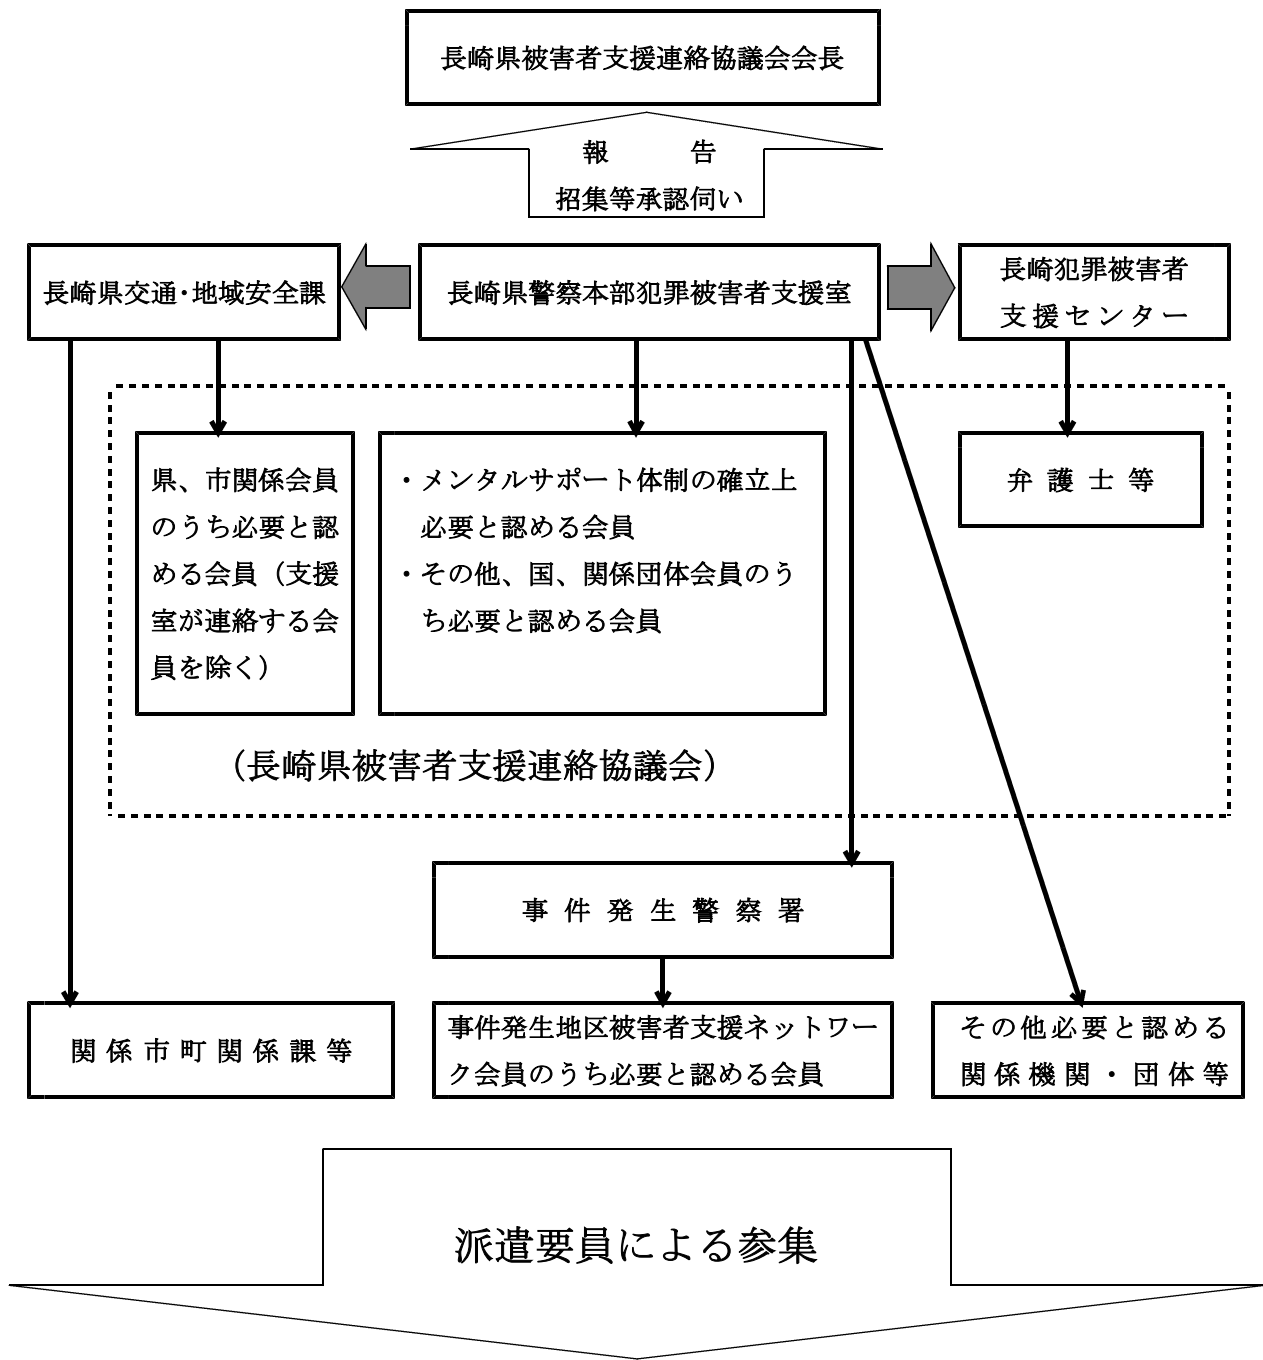 長崎県被害者支援連絡協議会会長
報　　　告
招集等承認伺い
長崎県交通・地域安全課
長崎県警察本部犯罪被害者支援室
長崎犯罪被害者
支援センター
県、市関係会員
のうち必要と認
める会員（支援
室が連絡する会
員を除く）
・メンタルサポート体制の確立上
必要と認める会員
・その他、国、関係団体会員のう
ち必要と認める会員
弁護士等
（長崎県被害者支援連絡協議会）
事件発生警察署
関係市町関係課等
事件発生地区被害者支援ネットワー
ク会員のうち必要と認める会員
その他必要と認める
関係機関・団体等
派遣要員による参集